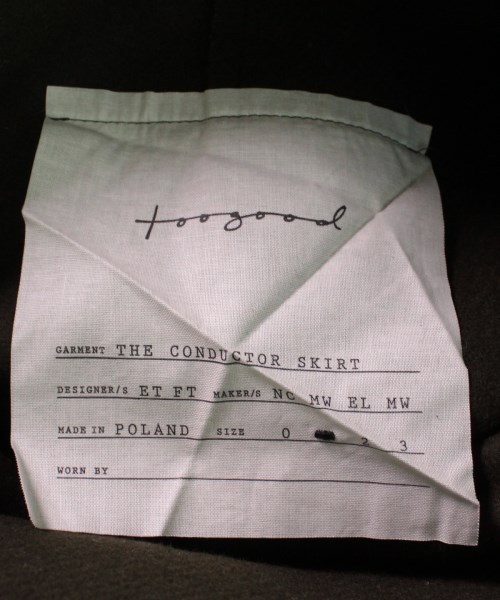 toogood
GARMENT THE CONDUCTOR SKIRT
DESIGNER/S ET FT MAKER/S NC MW EL MW
MADE IN POLAND SIZE 0 2 3
WORN BY